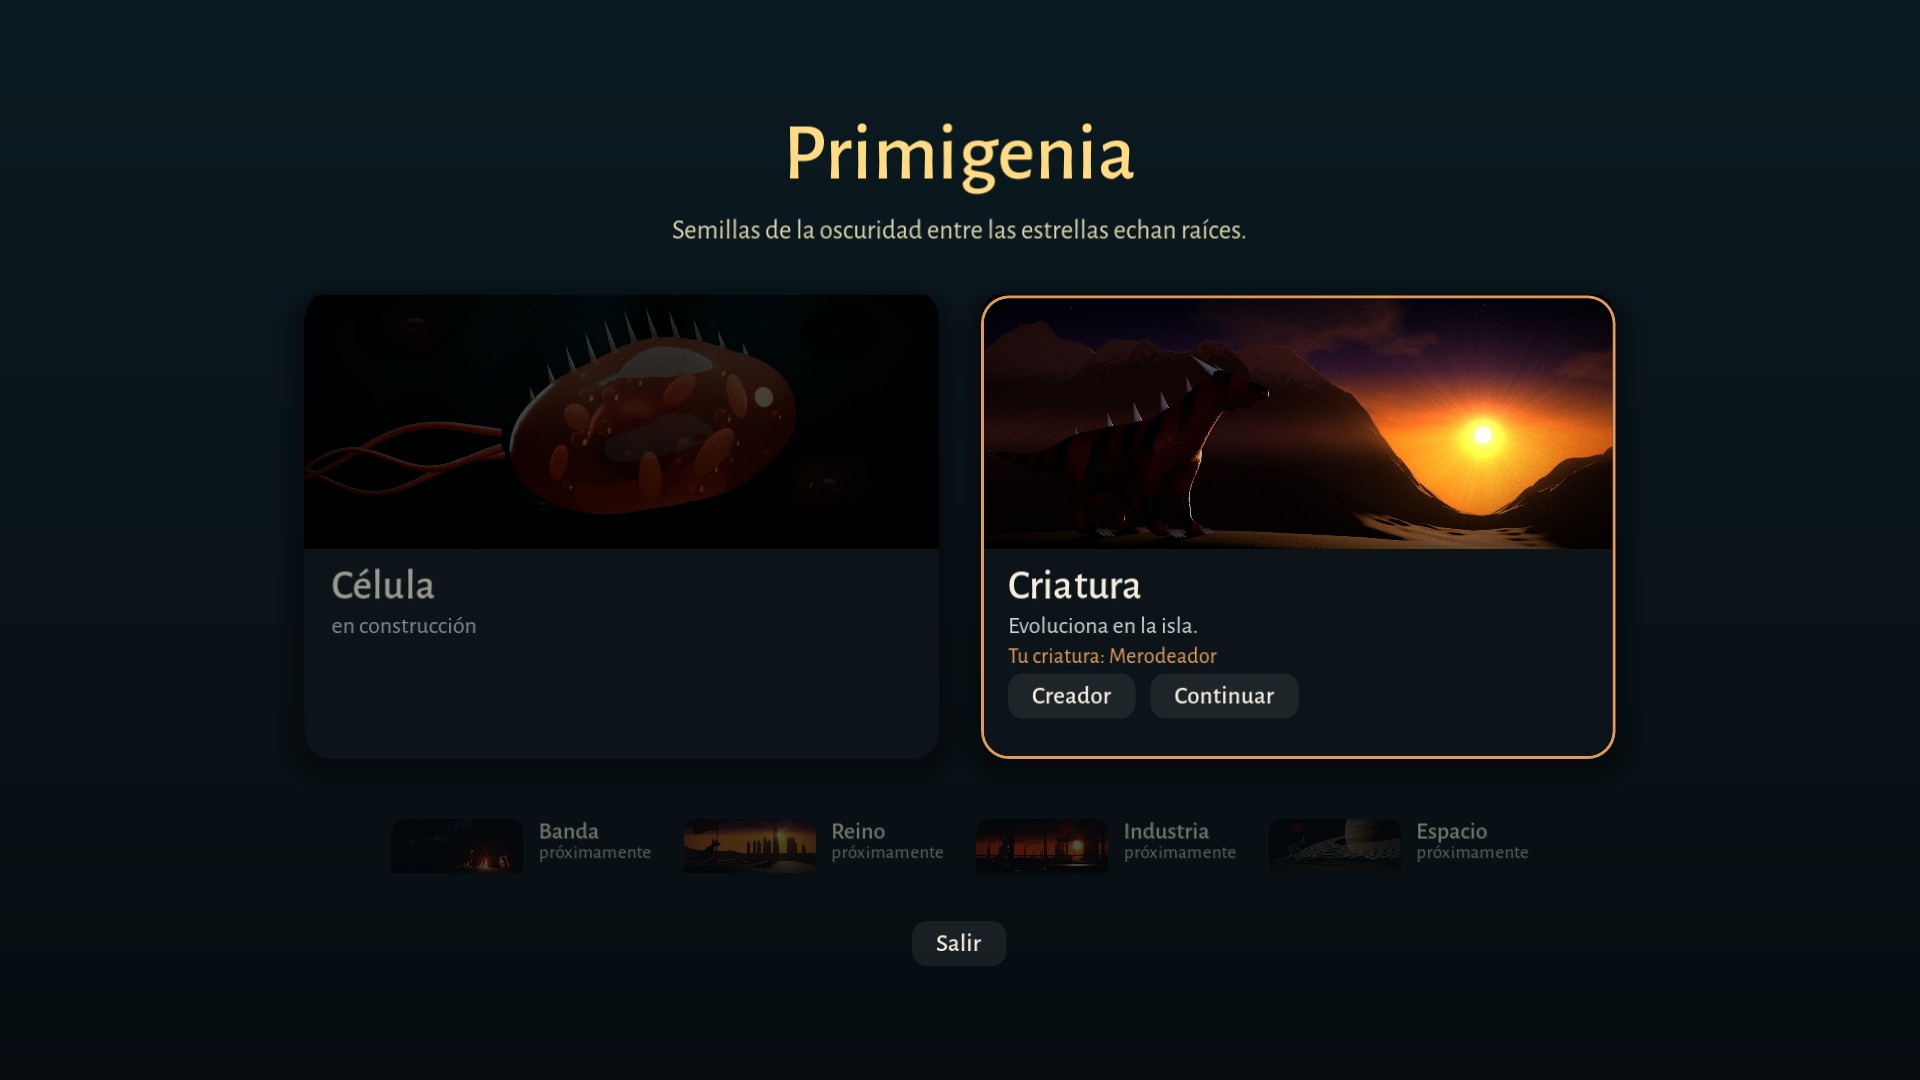 Primigenia
Semillas de la oscuridad entre las estrellas echan raíces.
Célula
en construcción
Criatura
Evoluciona en la isla.
Tu criatura: Merodeador
Creador
Continuar
Banda
próximamente
Reino
próximamente
Industria
próximamente
Espacio
próximamente
Salir